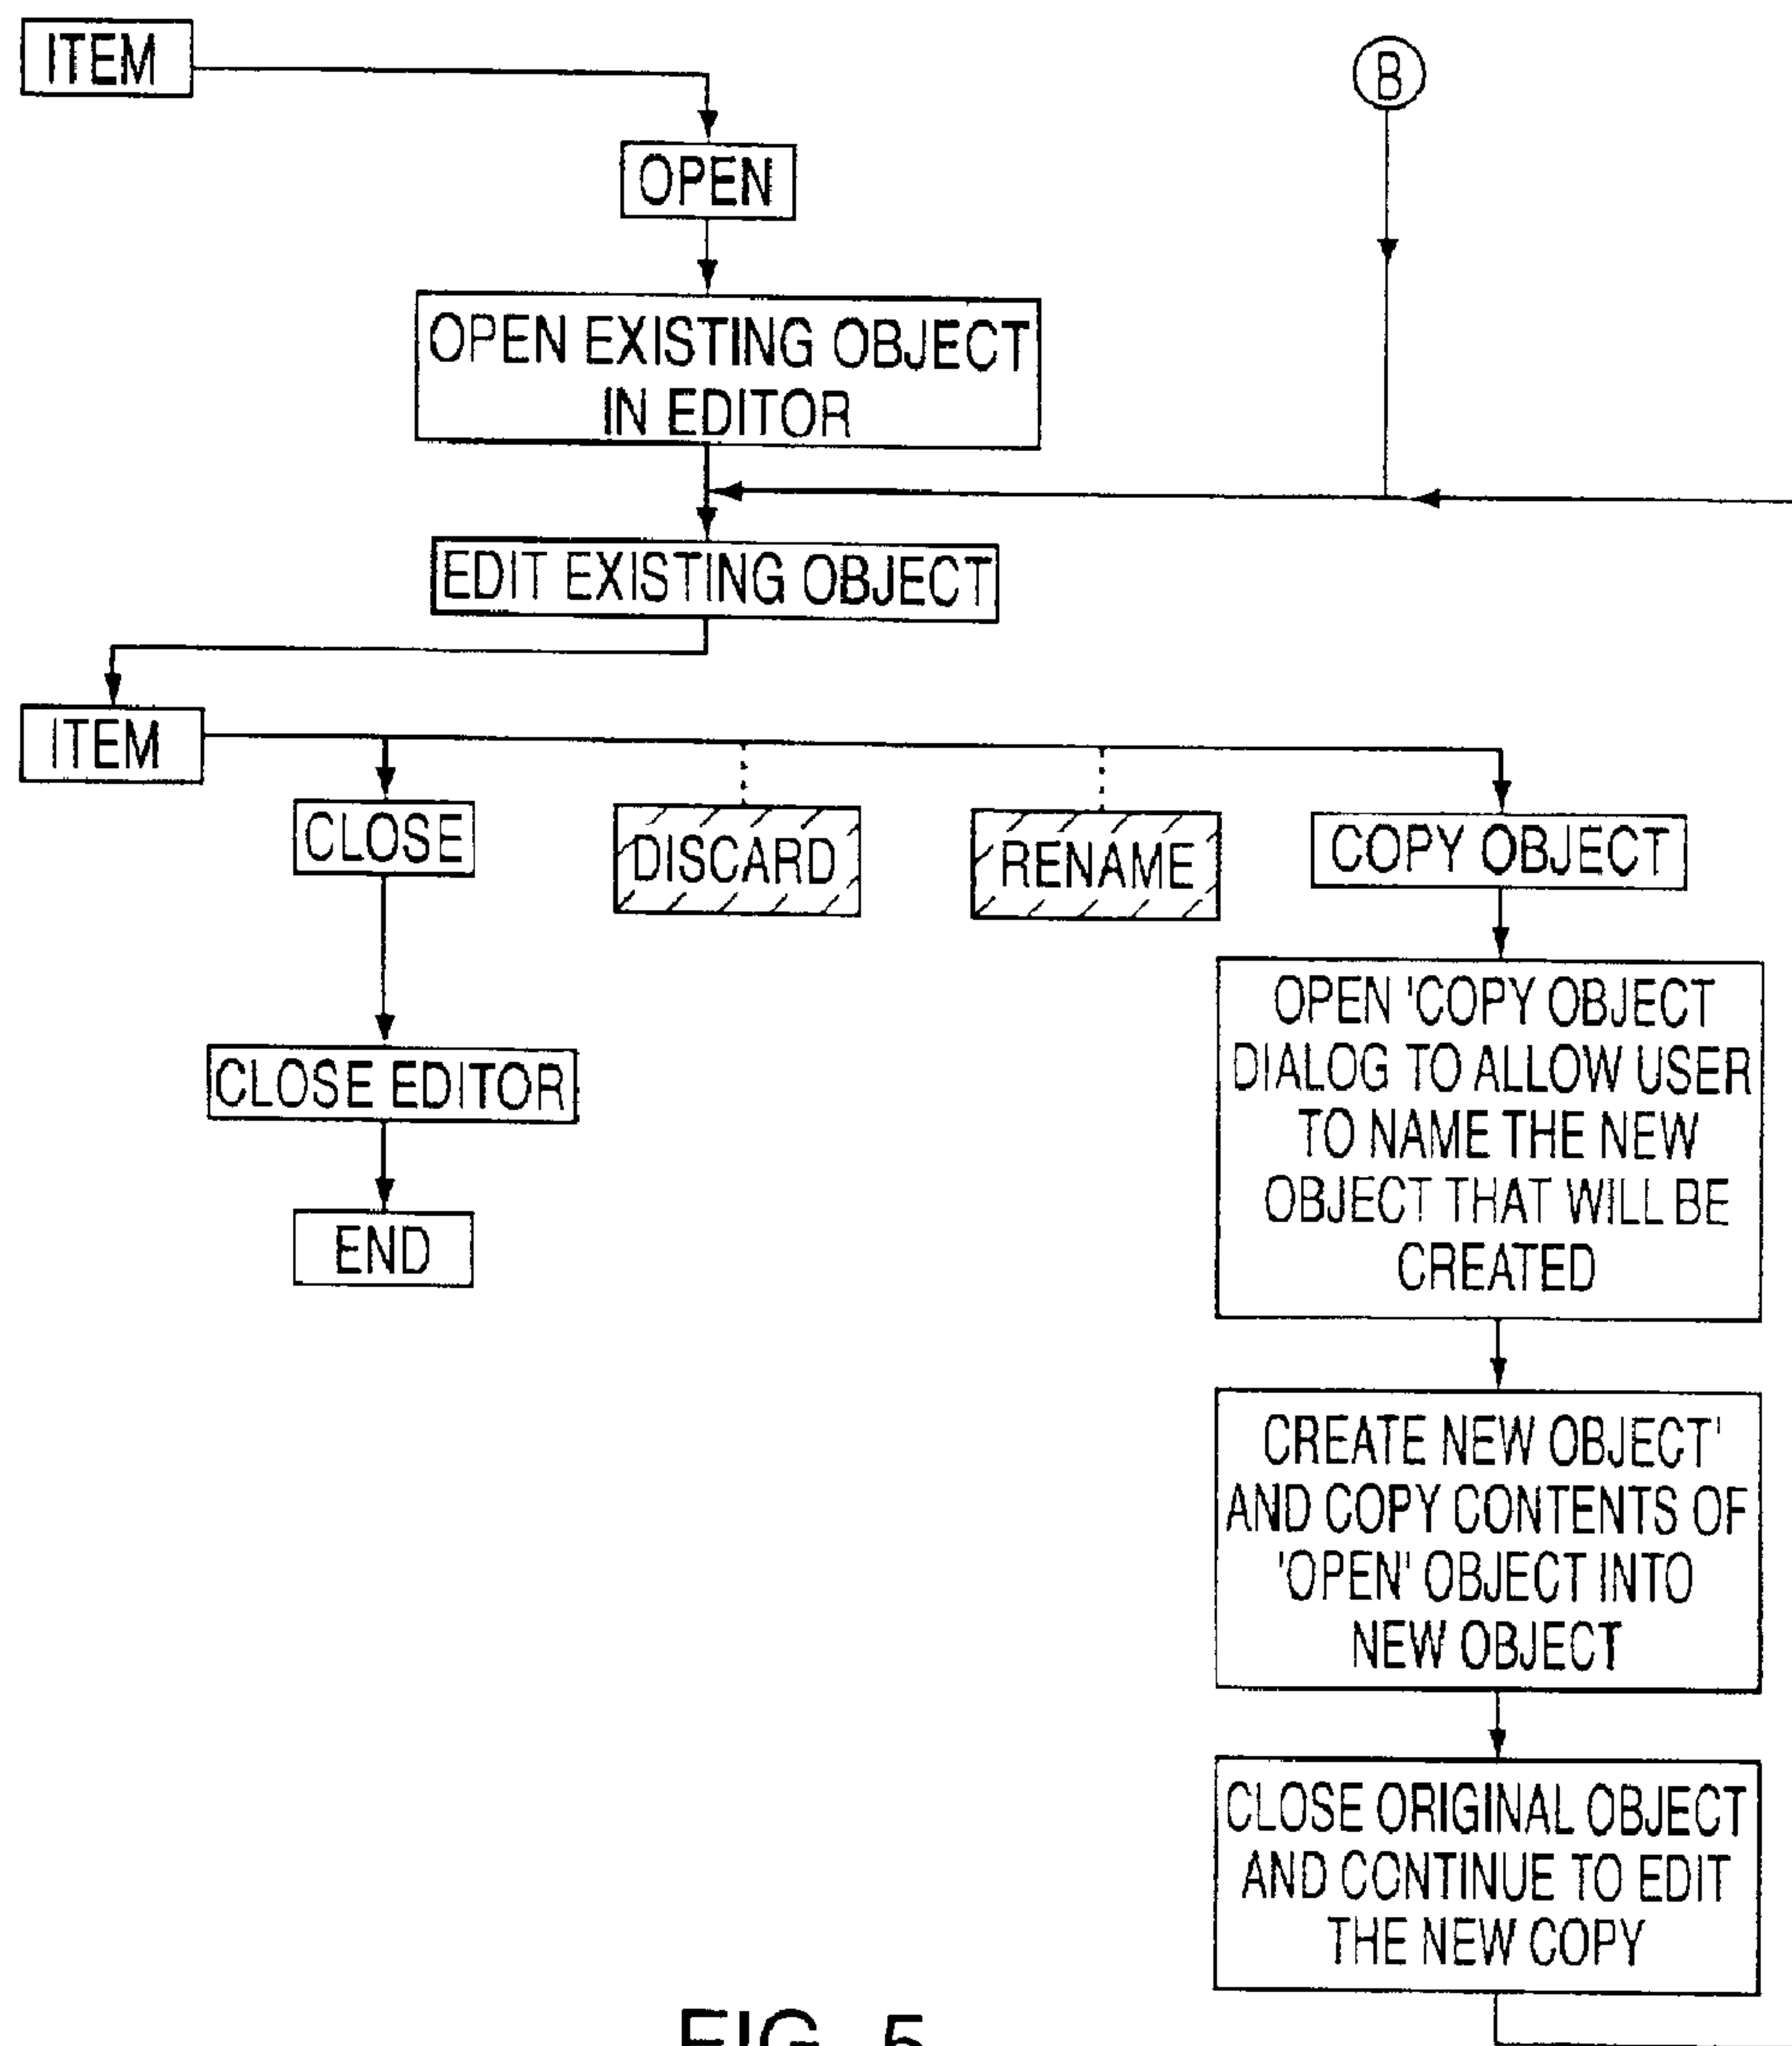 ITEM
B
OPEN
OPEN EXISTING OBJECT
IN EDITOR
EDIT EXISTING OBJECT
ITEM
CLOSE
DISCARD
RENAME
COPY OBJECT
CLOSE EDITOR
END
OPEN 'COPY OBJECT
DIALOG TO ALLOW USER
TO NAME THE NEW
OBJECT THAT WILL BE
CREATED
CREATE NEW OBJECT'
AND COPY CONTENTS OF
'OPEN' OBJECT INTO
NEW OBJECT
CLOSE ORIGINAL OBJECT
AND CONTINUE TO EDIT
THE NEW COPY
FIG. 5